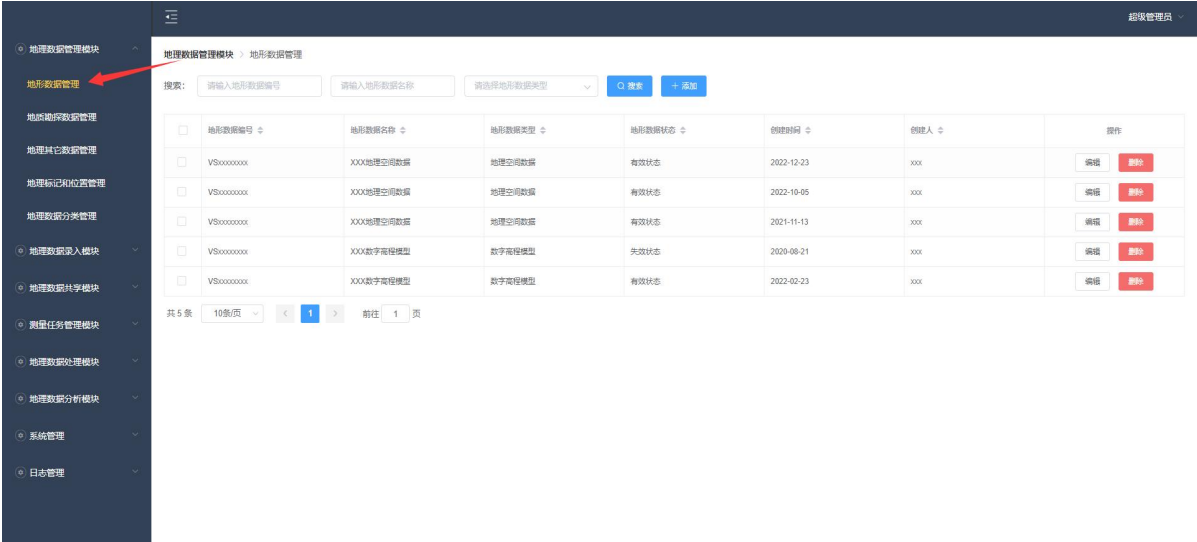 超级管理员
地理数据管理模块
地形数据管理
地质勘探数据管理
地理其它数据管理
地理标记和位置管理
地理数据分类管理
地理数据录入模块
地理数据共享模块
测量任务管理模块
地理数据处理模块
地理数据分析模块
系统管理
日志管理
地理数据管理模块 > 地形数据管理
搜索: 请输入地形数据编号 请输入地形数据名称 请选择地形数据类型 搜索 + 添加
地形数据编号 地形数据名称 地形数据类型 地形数据状态 创建时间 创建人 操作
VSxxxxxxxx XXX地理空间数据 地理空间数据 有效状态 2022-12-23 xxx 编辑 删除
VSxxxxxxxx XXX地理空间数据 地理空间数据 有效状态 2022-10-05 xxx 编辑 删除
VSxxxxxxxx XXX地理空间数据 地理空间数据 有效状态 2021-11-13 xxx 编辑 删除
VSxxxxxxxx XXX数字高程模型 数字高程模型 失效状态 2020-08-21 xxx 编辑 删除
VSxxxxxxxx XXX数字高程模型 数字高程模型 有效状态 2022-02-23 xxx 编辑 删除
共 5 条 10条/页 < 1 > 前往 1 页